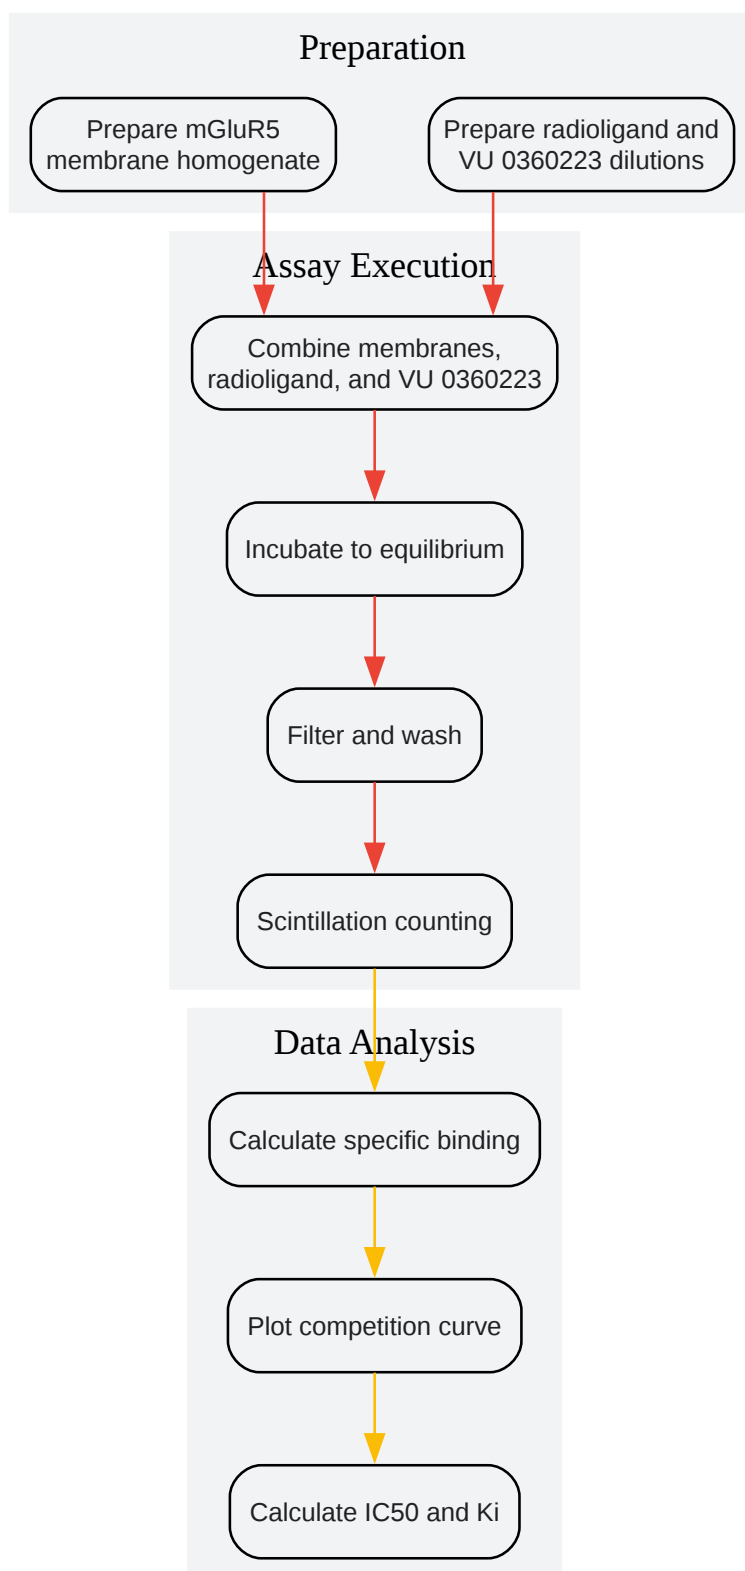 Preparation
Prepare mGluR5
membrane homogenate
Prepare radioligand and
VU 0360223 dilutions
Assay Execution
Combine membranes,
radioligand, and VU 0360223
Incubate to equilibrium
Filter and wash
Scintillation counting
Data Analysis
Calculate specific binding
Plot competition curve
Calculate IC50 and Ki